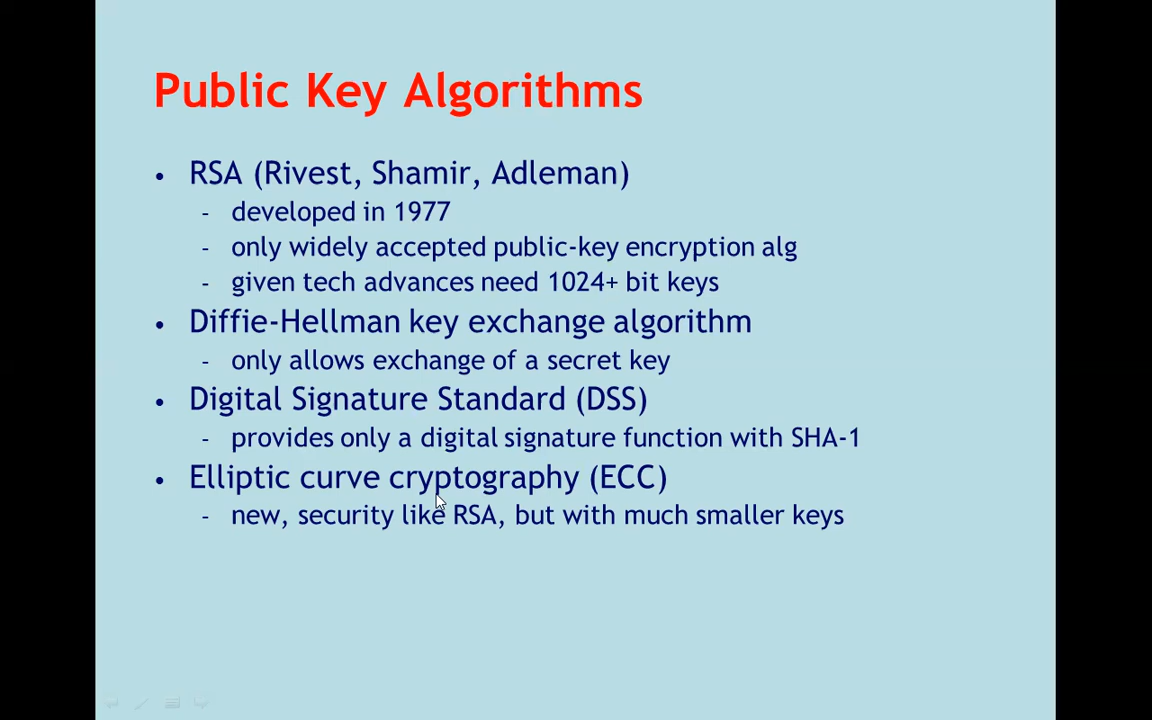 Public Key Algorithms
• RSA (Rivest, Shamir, Adleman)
- developed in 1977
- only widely accepted public-key encryption alg
- given tech advances need 1024+ bit keys
• Diffie-Hellman key exchange algorithm
- only allows exchange of a secret key
• Digital Signature Standard (DSS)
- provides only a digital signature function with SHA-1
• Elliptic curve cryptography (ECC)
- new, security like RSA, but with much smaller keys